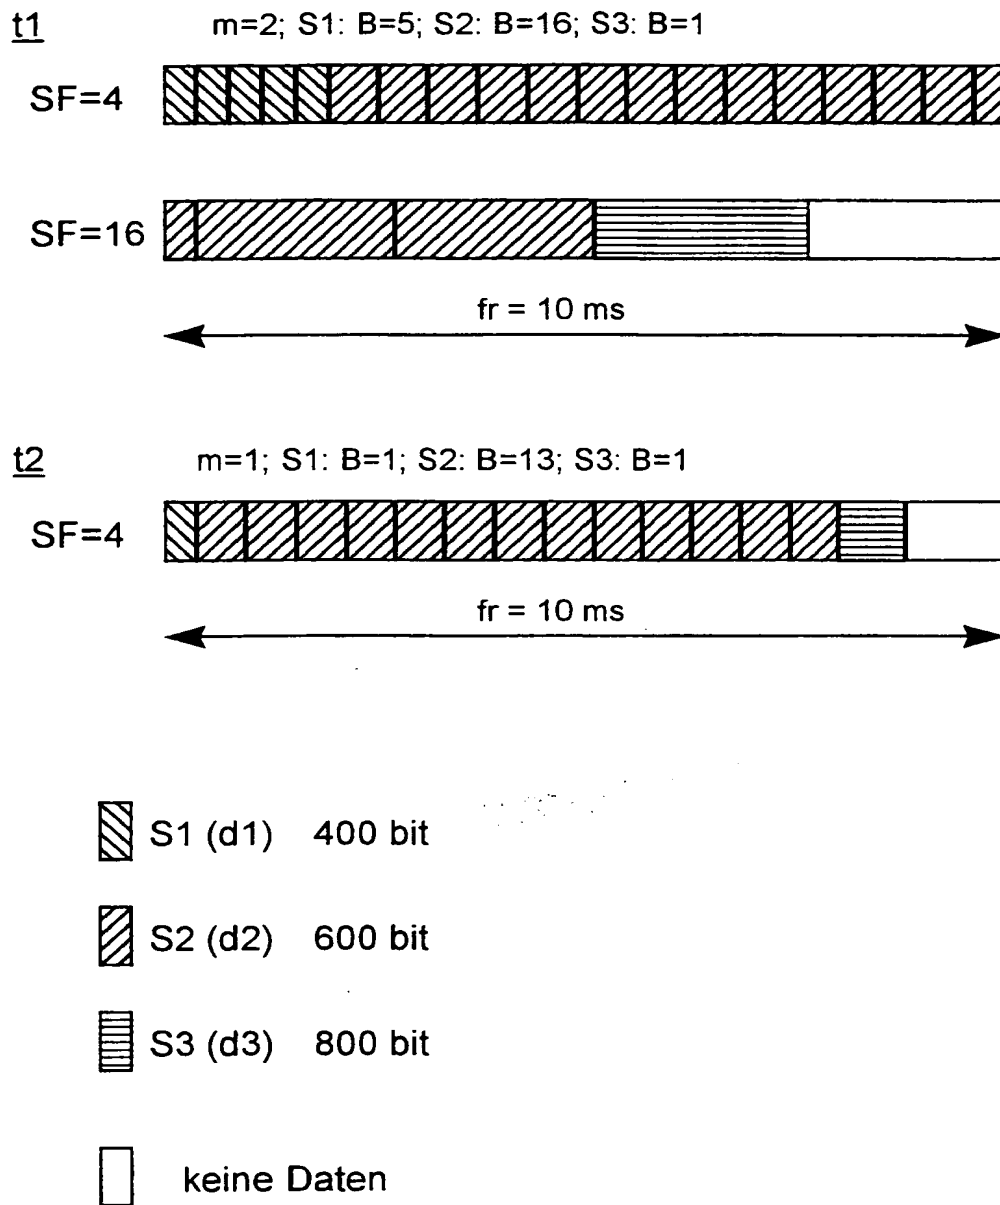 t1 m=2; S1: B=5; S2: B=16; S3: B=1
SF=4
SF=16
fr = 10 ms
t2 m=1; S1: B=1; S2: B=13; S3: B=1
SF=4
fr = 10 ms
S1 (d1) 400 bit
S2 (d2) 600 bit
S3 (d3) 800 bit
keine Daten